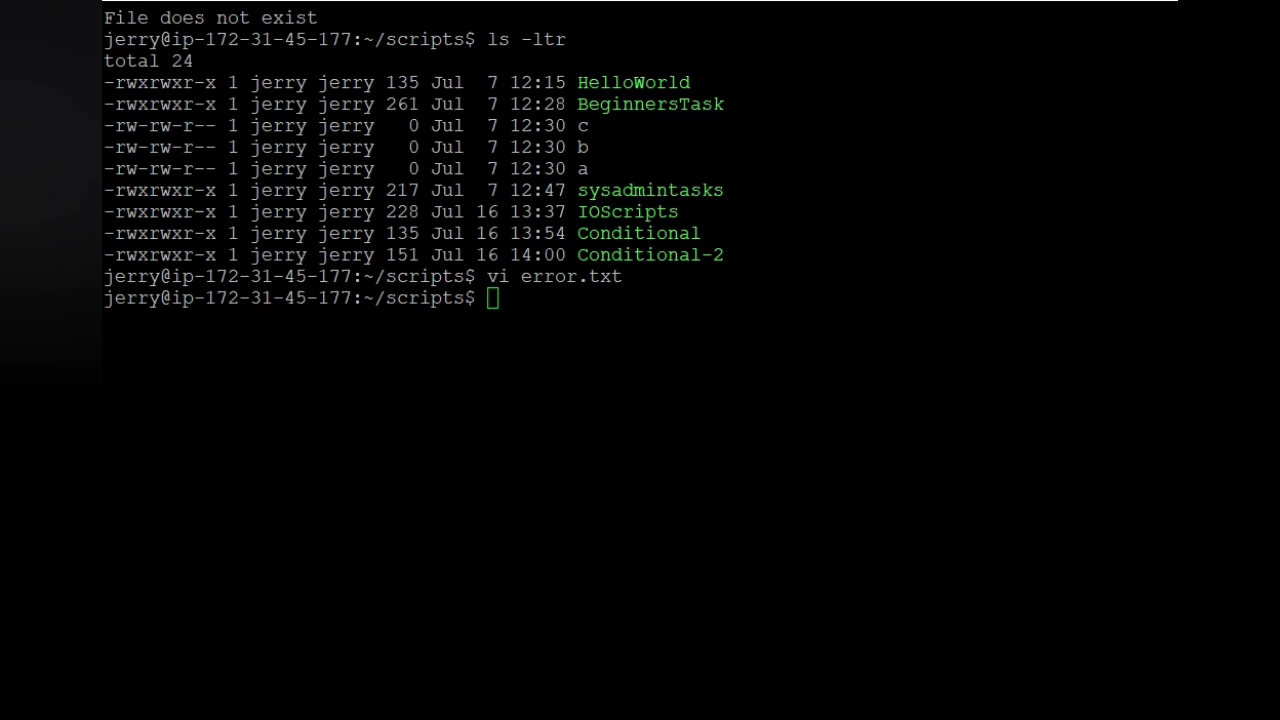 File does not exist
jerry@ip-172-31-45-177:~/scripts$ ls -ltr
total 24
-rwxrwxr-x 1 jerry jerry 135 Jul  7 12:15 HelloWorld
-rwxrwxr-x 1 jerry jerry 261 Jul  7 12:28 BeginnersTask
-rw-rw-r-- 1 jerry jerry   0 Jul  7 12:30 c
-rw-rw-r-- 1 jerry jerry   0 Jul  7 12:30 b
-rw-rw-r-- 1 jerry jerry   0 Jul  7 12:30 a
-rwxrwxr-x 1 jerry jerry 217 Jul  7 12:47 sysadmintasks
-rwxrwxr-x 1 jerry jerry 228 Jul 16 13:37 IOScripts
-rwxrwxr-x 1 jerry jerry 135 Jul 16 13:54 Conditional
-rwxrwxr-x 1 jerry jerry 151 Jul 16 14:00 Conditional-2
jerry@ip-172-31-45-177:~/scripts$ vi error.txt
jerry@ip-172-31-45-177:~/scripts$